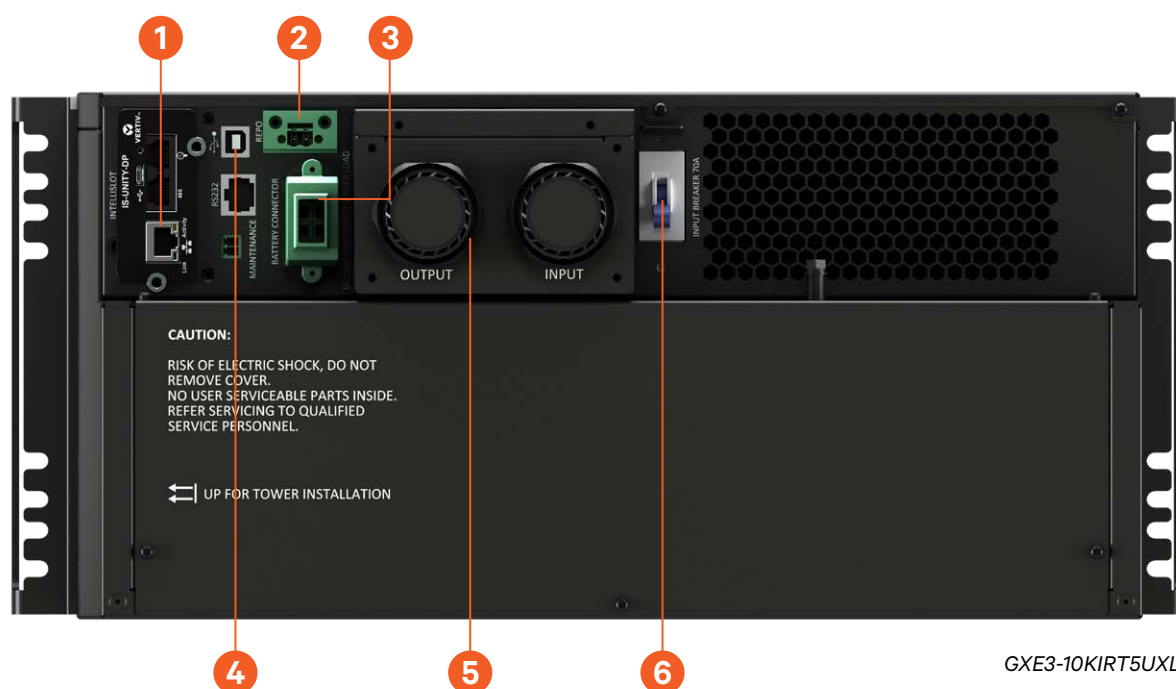 1
2
3
INTELLISLOT
IS-UNITY-DP
VERTIV
485
Link
Activity
RS232
MAINTENANCE
REPO
BATTERY CONNECTOR
OUTPUT
INPUT
INPUT BREAKER 70A
CAUTION:
RISK OF ELECTRIC SHOCK, DO NOT
REMOVE COVER.
NO USER SERVICEABLE PARTS INSIDE.
REFER SERVICING TO QUALIFIED
SERVICE PERSONNEL.
UP FOR TOWER INSTALLATION
4
5
6
GXE3-10KIRT5UXL